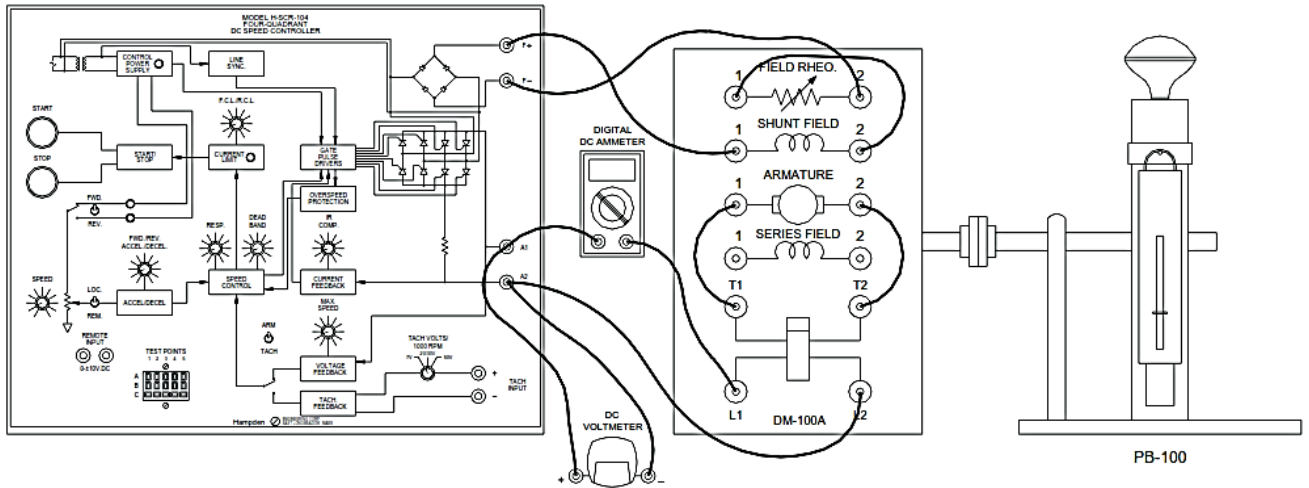 MODEL H-SCR-104
FOUR-QUADRANT
DC SPEED CONTROLLER
CONTROL
POWER
SUPPLY
LINE
SYNC.
F+
F−
START
STOP
START/
STOP
F.C.L./R.C.L
CURRENT
LIMIT
GATE
PULSE
DRIVERS
OVERSPEED
PROTECTION
FWD.
REV.
RESP.
DEAD
BAND
IR
COMP.
FWD./REV.
ACCEL./DECEL.
SPEED
LOC.
REM.
ACCEL/DECEL
SPEED
CONTROL
CURRENT
FEEDBACK
A1
A2
MAX.
SPEED
REMOTE
INPUT
0-±10V.DC
TEST POINTS
1 2 3 4 5
A
B
C
ARM
TACH
VOLTAGE
FEEDBACK
TACH.
FEEDBACK
TACH VOLTS/
1000 RPM
7V
50V
+
−
TACH
INPUT
Hampden
DIGITAL
DC AMMETER
DC
VOLTMETER
+
−
1 FIELD RHEO. 2
SHUNT FIELD
1 2
ARMATURE
1 2
SERIES FIELD
1 2
T1 T2
L1 L2
DM-100A
PB-100